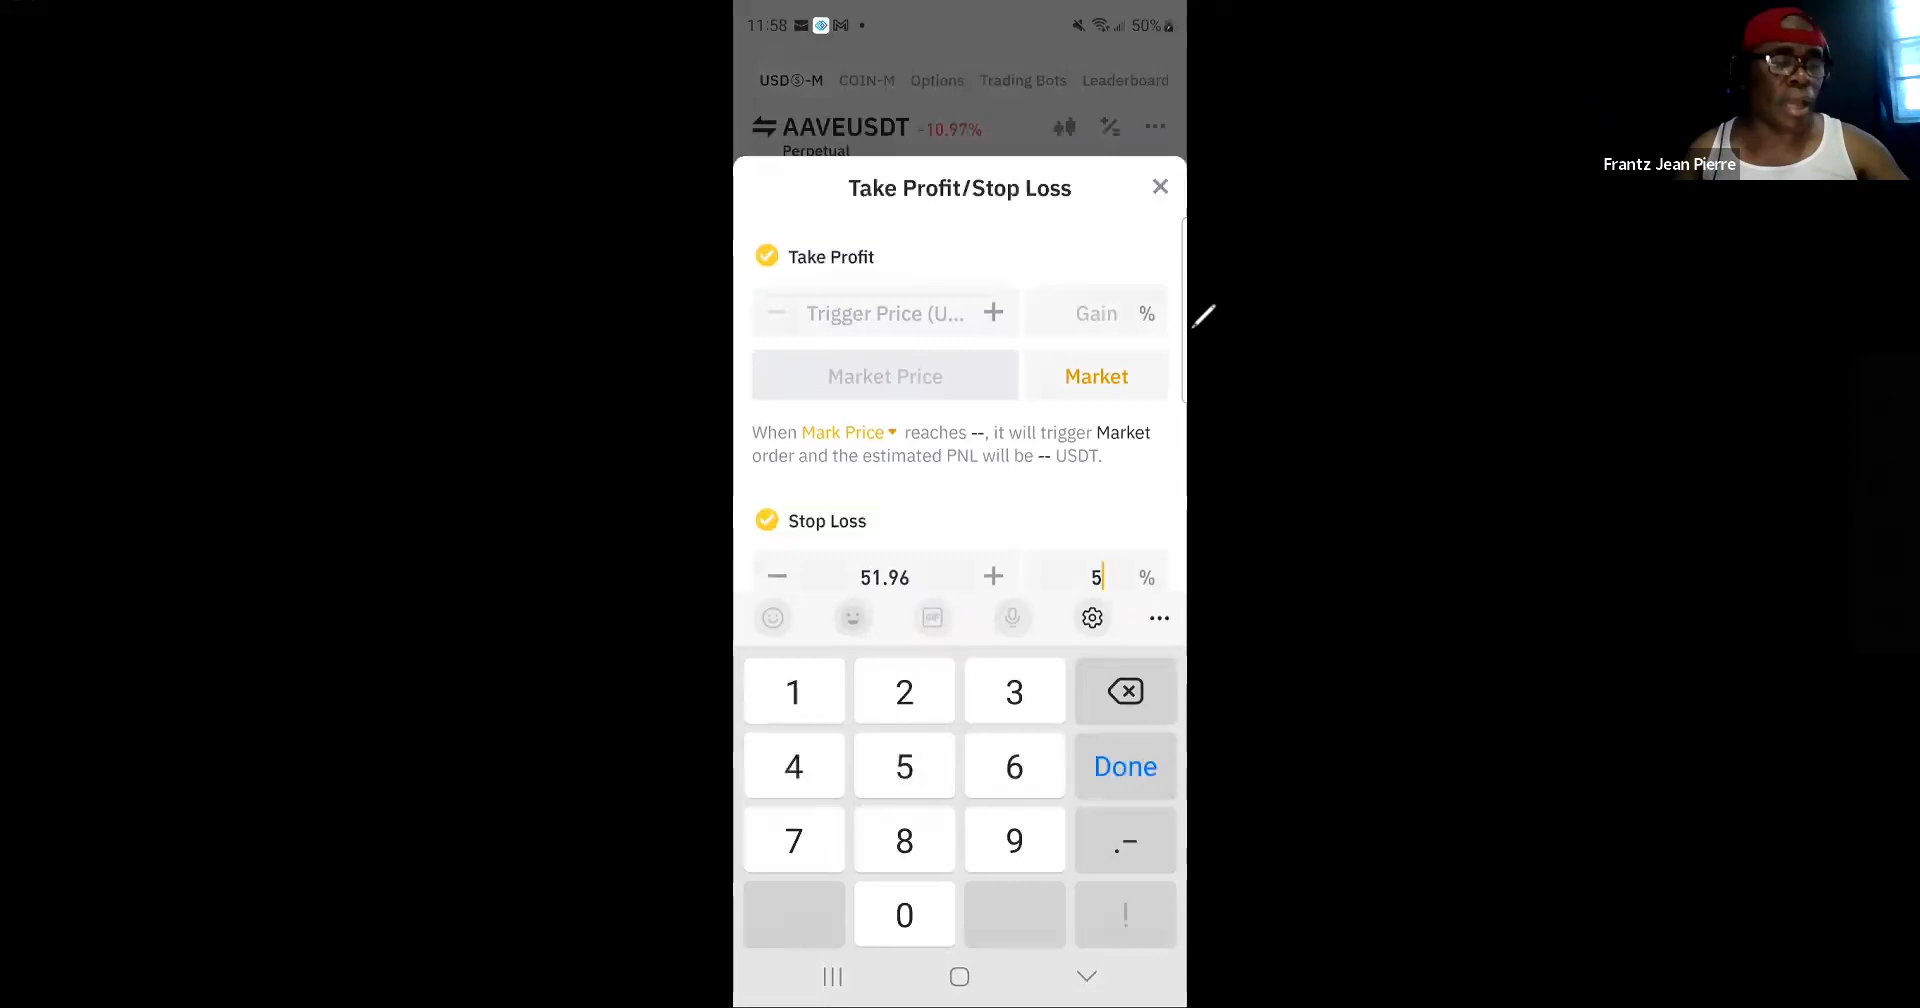 11:58
50%
USDⓈ-M COIN-M Options Trading Bots Leaderboard
AAVEUSDT -10.97%
Perpetual
Take Profit/Stop Loss
Take Profit
Trigger Price (U... Gain %
Market Price Market
When Mark Price reaches --, it will trigger Market
order and the estimated PNL will be -- USDT.
Stop Loss
51.96 5 %
GIF
1 2 3
4 5 6 Done
7 8 9 .-
0 !
Frantz Jean Pierre